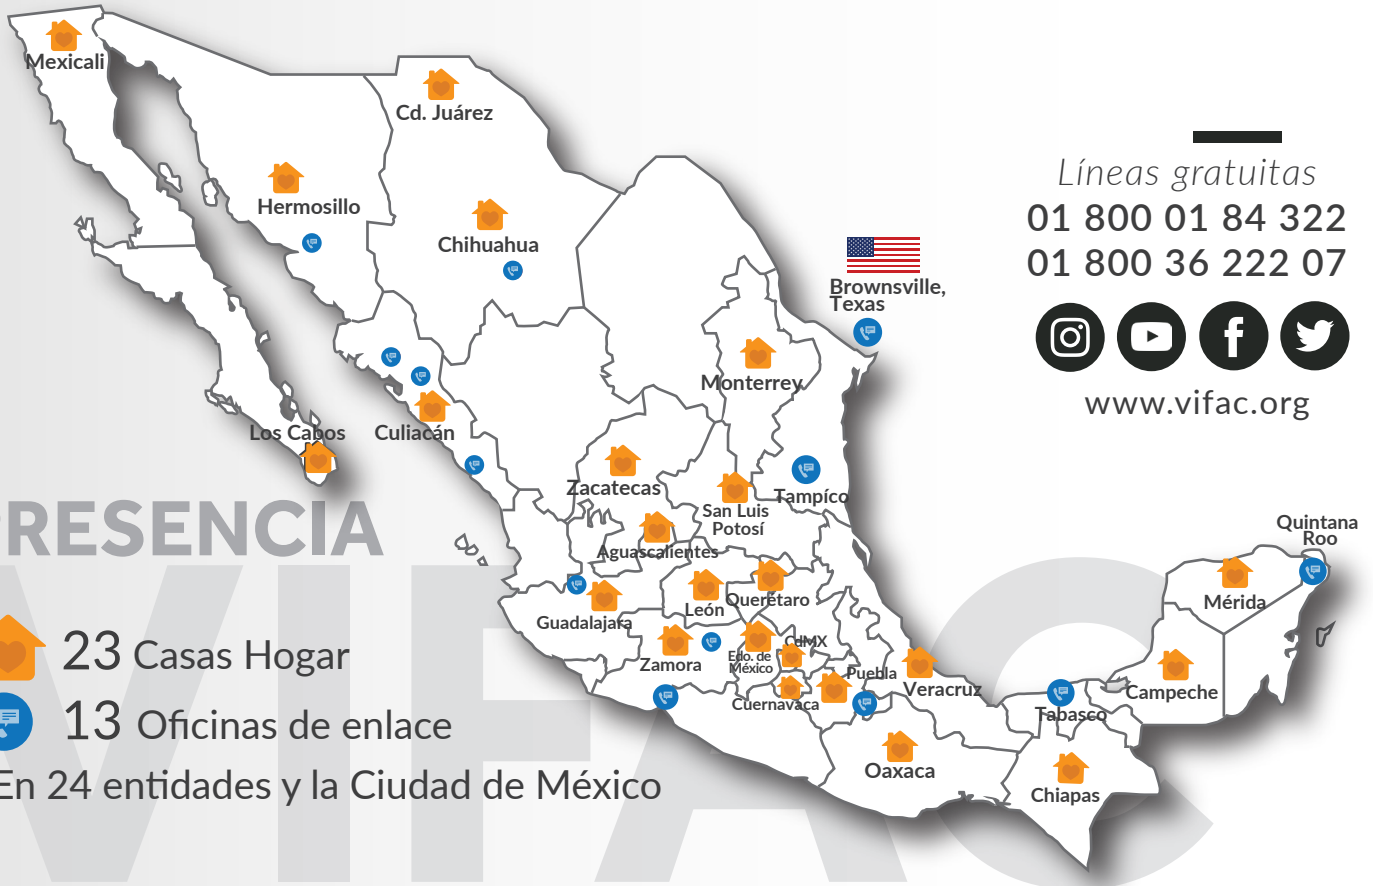 Mexicali
Cd. Juárez
Hermosillo
Chihuahua
Líneas gratuitas
01 800 01 84 322
01 800 36 222 07
www.vifac.org
Brownsville,
Texas
Monterrey
Los Cabos
Culiacán
Zacatecas
San Luis
Potosí
Tampíco
Aguascalientes
Quintana
Roo
Mérida
León
Querétaro
Guadalajara
Zamora
Edo. de
México
CdMX
Puebla
Cuernavaca
Veracruz
Campeche
Tabasco
Oaxaca
Chiapas
PRESENCIA
VIFAC
23 Casas Hogar
13 Oficinas de enlace
En 24 entidades y la Ciudad de México